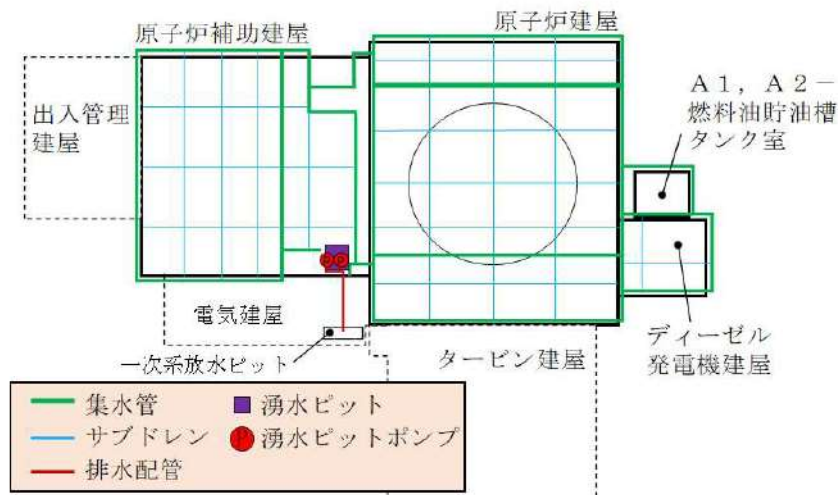 原子炉補助建屋
原子炉建屋
出入管理
建屋
A1,A2-
燃料油貯油槽
タンク室
P P
電気建屋
一次系放水ピット
タービン建屋
ディーゼル
発電機建屋
集水管
湧水ピット
サブドレン
P 湧水ピットポンプ
排水配管